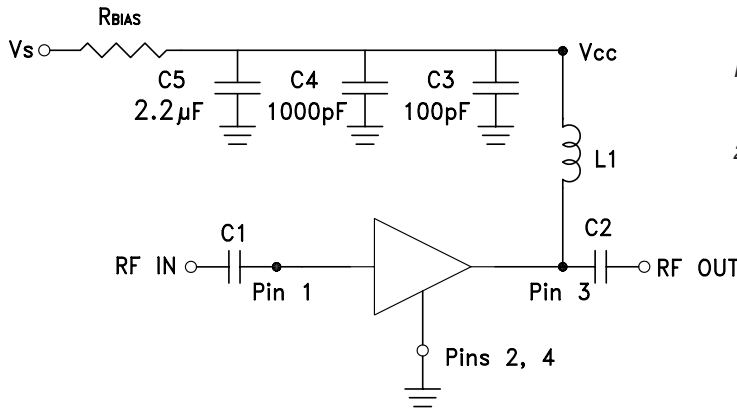 RBIAS
Vs
Vcc
C5
C4
C3
2.2μF
1000pF
100pF
L1
C1
C2
RF IN
RF OUT
Pin 1
Pin 3
Pins 2, 4